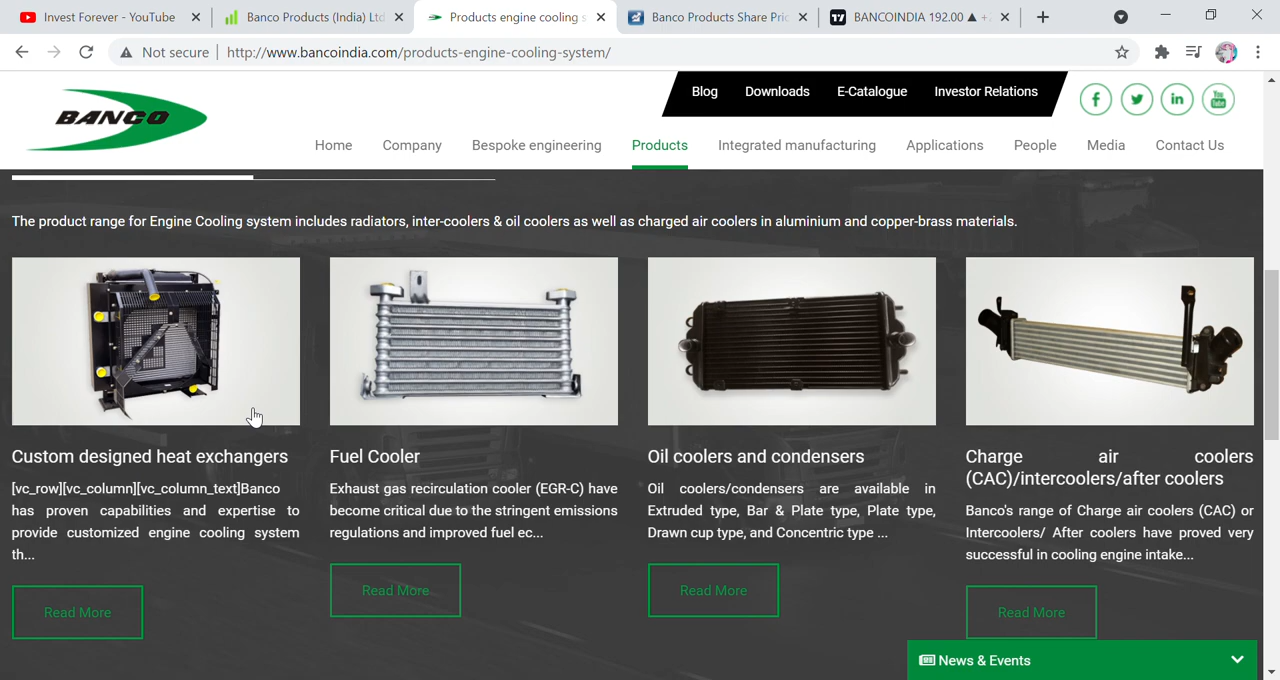 Invest Forever - YouTube
Banco Products (India) Ltd
Products engine cooling s
Banco Products Share Pric
BANCOINDIA 192.00 ▲ +
Not secure
http://www.bancoindia.com/products-engine-cooling-system/
BANCO
Blog Downloads E-Catalogue Investor Relations
Home Company Bespoke engineering Products Integrated manufacturing Applications People Media Contact Us
The product range for Engine Cooling system includes radiators, inter-coolers & oil coolers as well as charged air coolers in aluminium and copper-brass materials.
Custom designed heat exchangers
[vc_row][vc_column][vc_column_text]Banco
has proven capabilities and expertise to
provide customized engine cooling system
th...
Read More
Fuel Cooler
Exhaust gas recirculation cooler (EGR-C) have
become critical due to the stringent emissions
regulations and improved fuel ec...
Read More
Oil coolers and condensers
Oil coolers/condensers are available in
Extruded type, Bar & Plate type, Plate type,
Drawn cup type, and Concentric type ...
Read More
Charge air coolers
(CAC)/intercoolers/after coolers
Banco's range of Charge air coolers (CAC) or
Intercoolers/ After coolers have proved very
successful in cooling engine intake...
Read More
News & Events